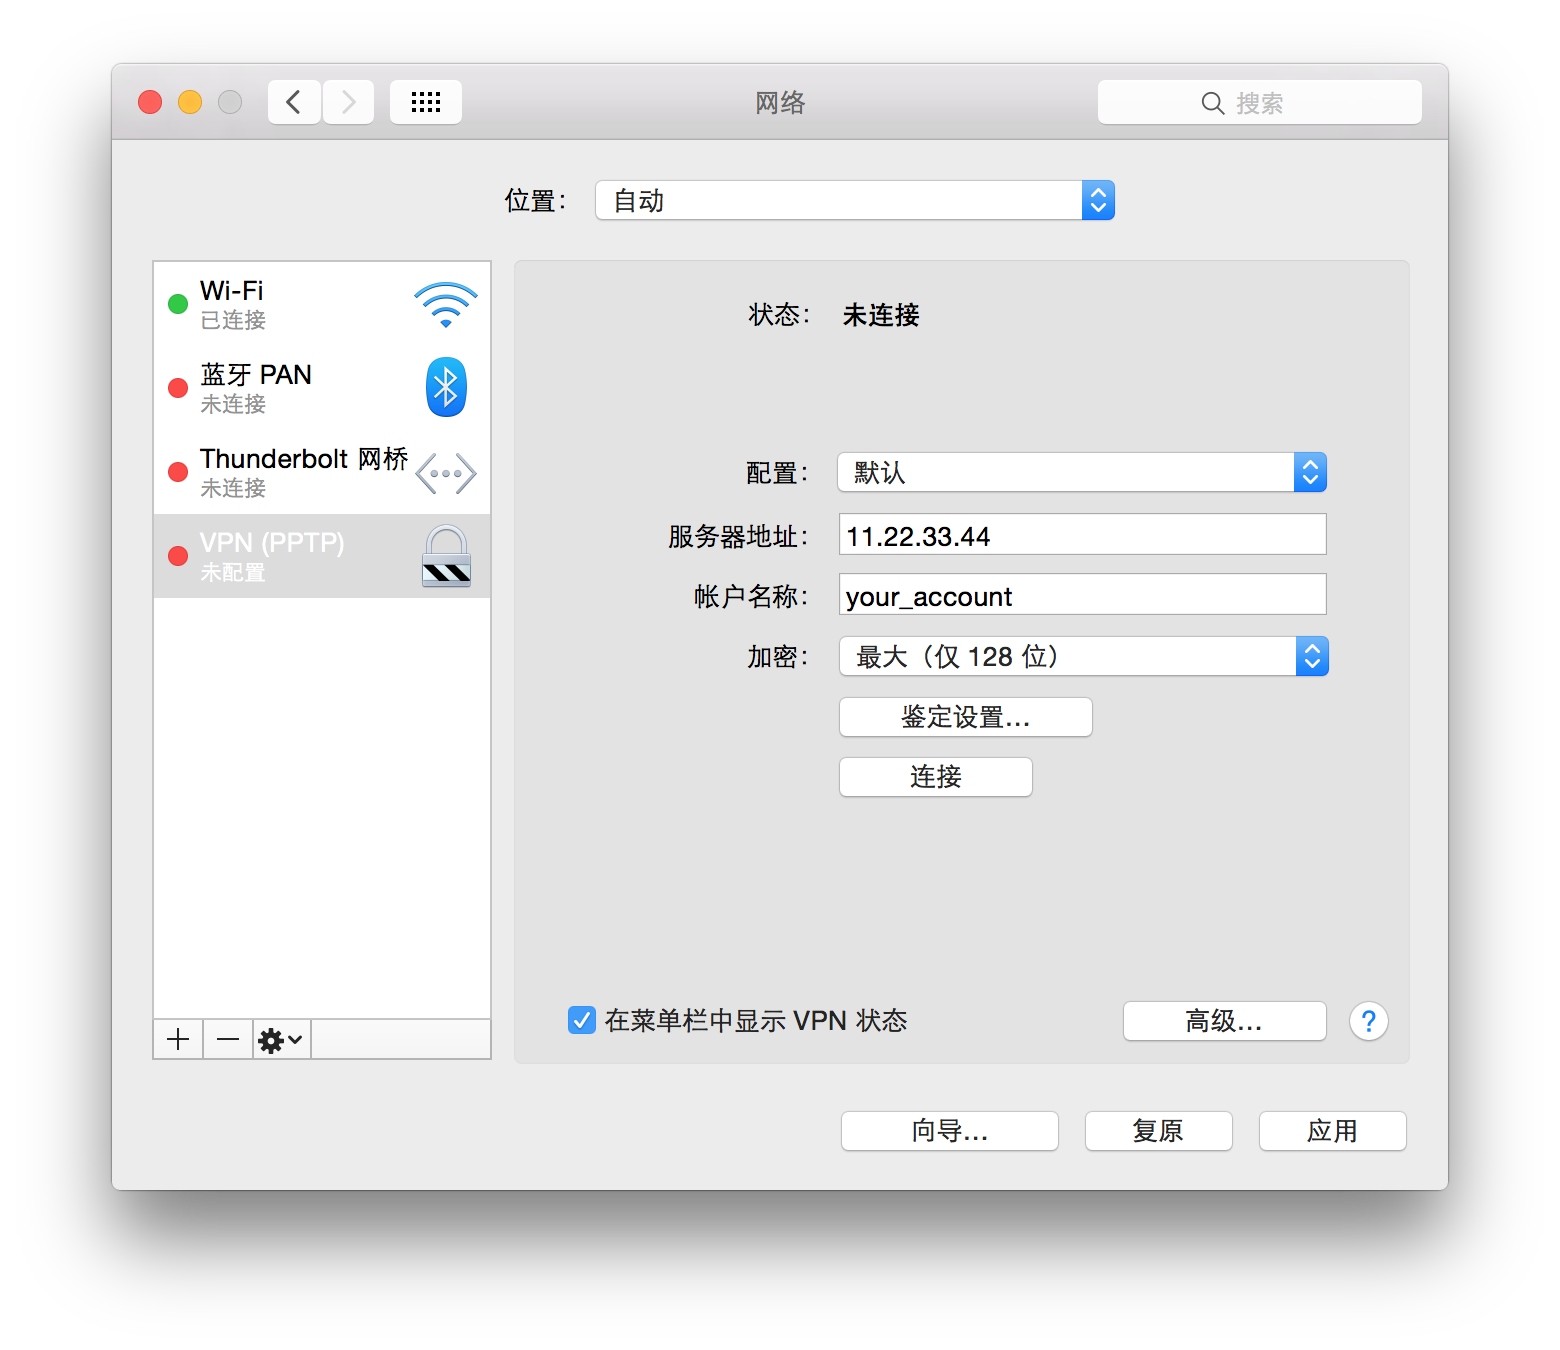 网络
搜索
位置：
自动
Wi-Fi
已连接
蓝牙 PAN
未连接
Thunderbolt 网桥
未连接
VPN (PPTP)
未配置
状态：
未连接
配置：
默认
服务器地址：
11.22.33.44
帐户名称：
your_account
加密：
最大（仅 128 位）
鉴定设置...
连接
在菜单栏中显示 VPN 状态
高级...
?
向导...
复原
应用